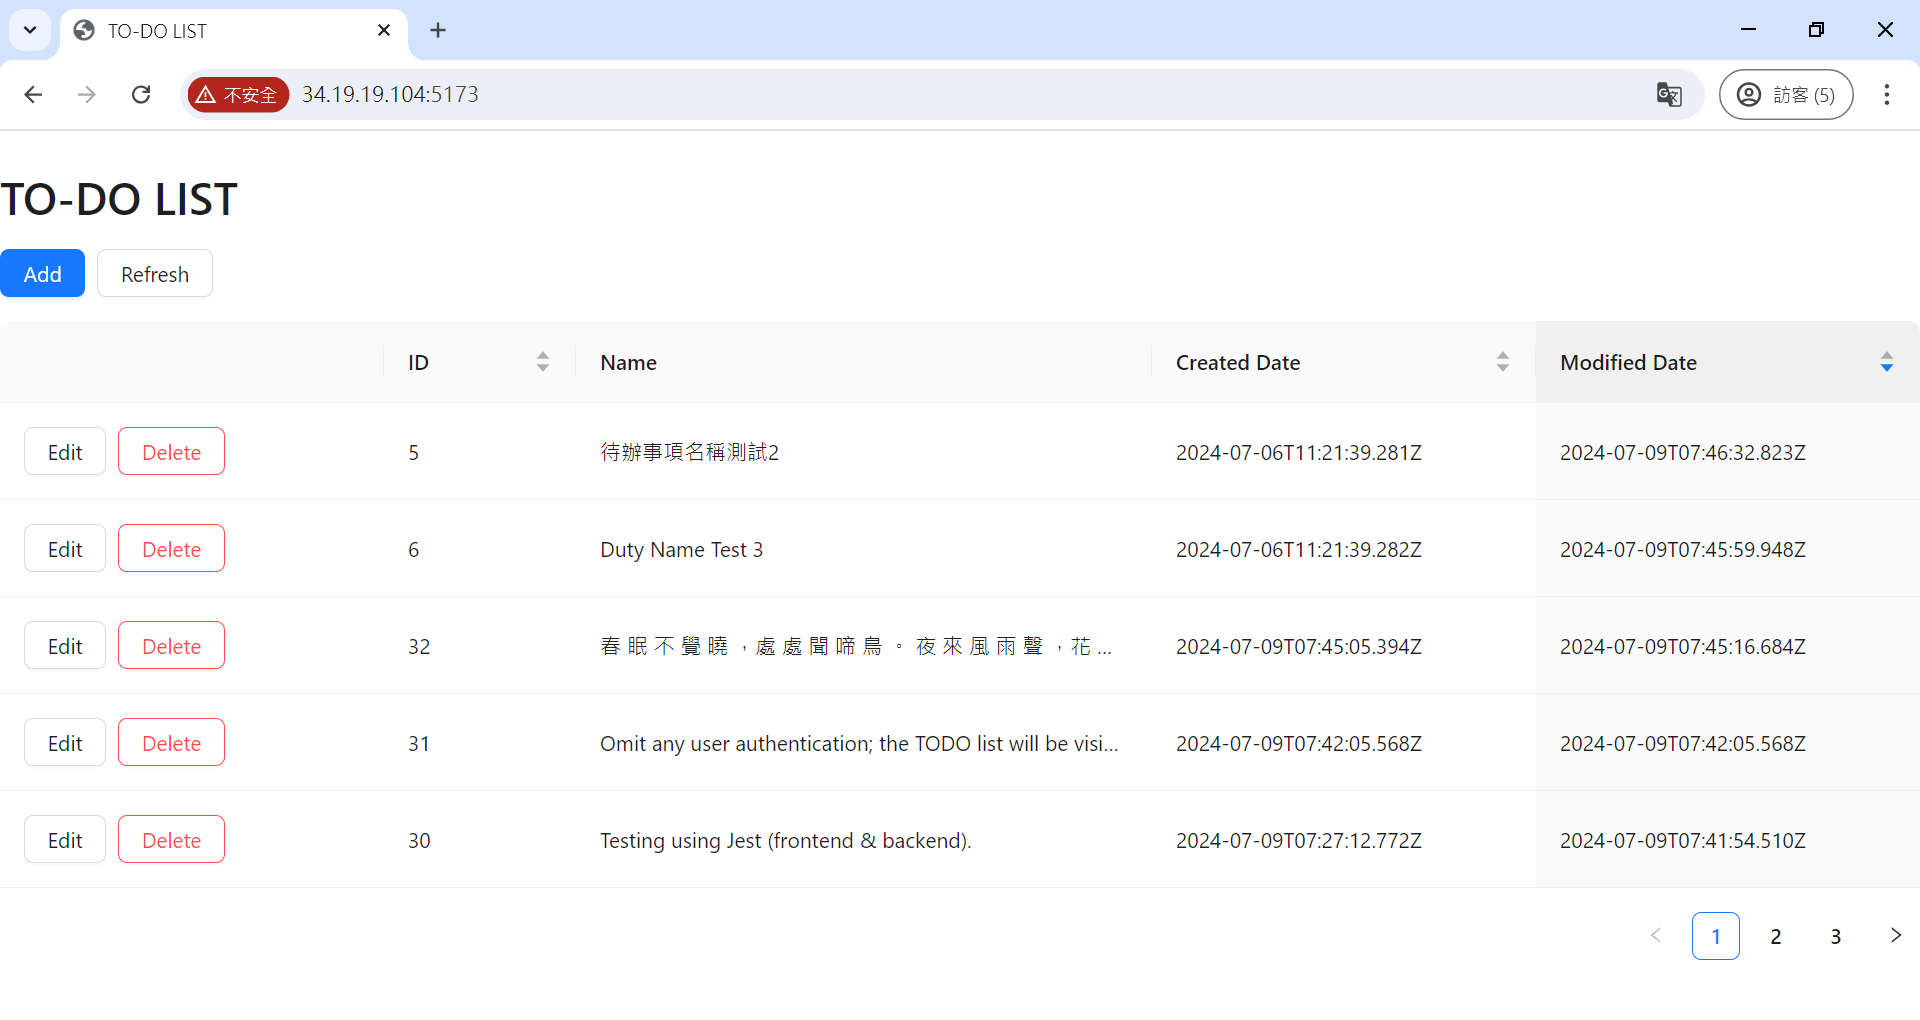 TO-DO LIST
不安全 34.19.19.104:5173 訪客 (5)
TO-DO LIST
Add Refresh
ID Name Created Date Modified Date
Edit Delete 5 待辦事項名稱測試2 2024-07-06T11:21:39.281Z 2024-07-09T07:46:32.823Z
Edit Delete 6 Duty Name Test 3 2024-07-06T11:21:39.282Z 2024-07-09T07:45:59.948Z
Edit Delete 32 春 眠 不 覺 曉 ，處 處 聞 啼 鳥 。 夜 來 風 雨 聲 ，花 ... 2024-07-09T07:45:05.394Z 2024-07-09T07:45:16.684Z
Edit Delete 31 Omit any user authentication; the TODO list will be visi... 2024-07-09T07:42:05.568Z 2024-07-09T07:42:05.568Z
Edit Delete 30 Testing using Jest (frontend & backend). 2024-07-09T07:27:12.772Z 2024-07-09T07:41:54.510Z
1 2 3